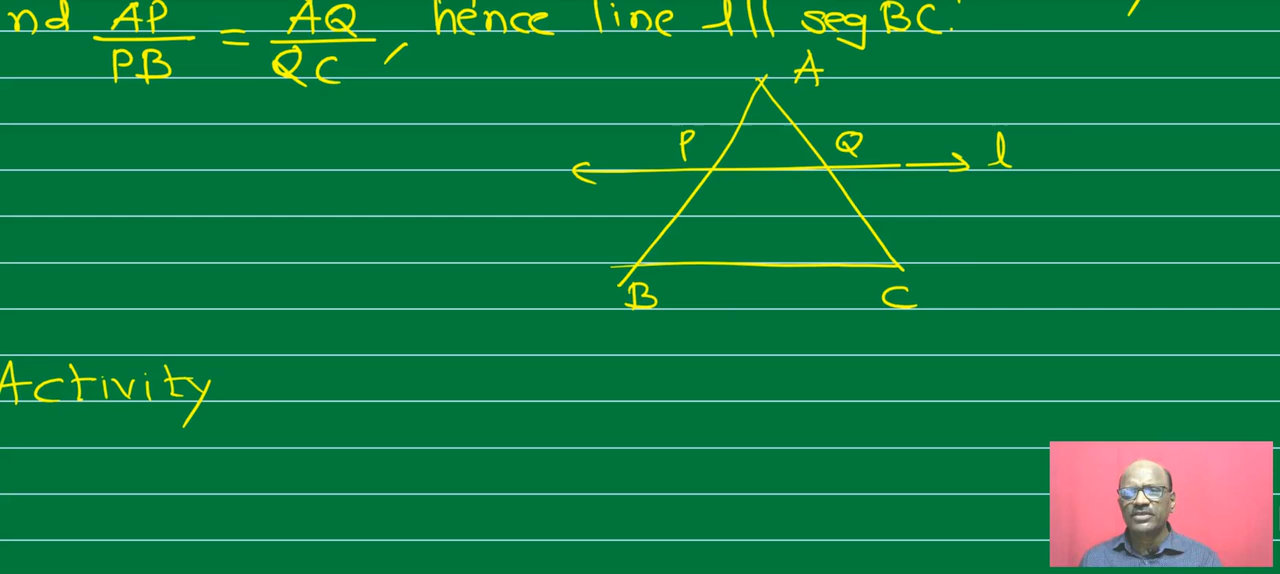 nd AP/PB = AQ/QC, hence line l||| seg BC.
A
P Q l
B C
Activity